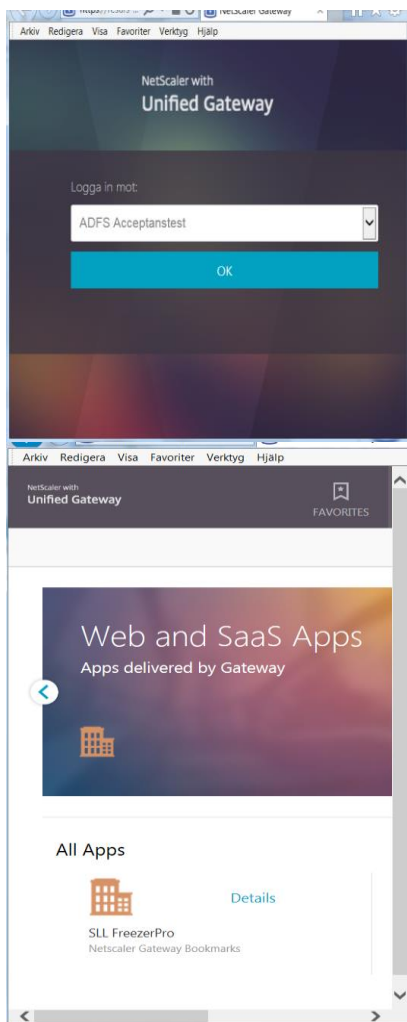 NetScaler Gateway
Arkiv Redigera Visa Favoriter Verktyg Hjälp
NetScaler with
Unified Gateway
Logga in mot:
ADFS Acceptanstest
OK
Arkiv Redigera Visa Favoriter Verktyg Hjälp
NetScaler with
Unified Gateway
FAVORITES
Web and SaaS Apps
Apps delivered by Gateway
All Apps
Details
SLL FreezerPro
Netscaler Gateway Bookmarks